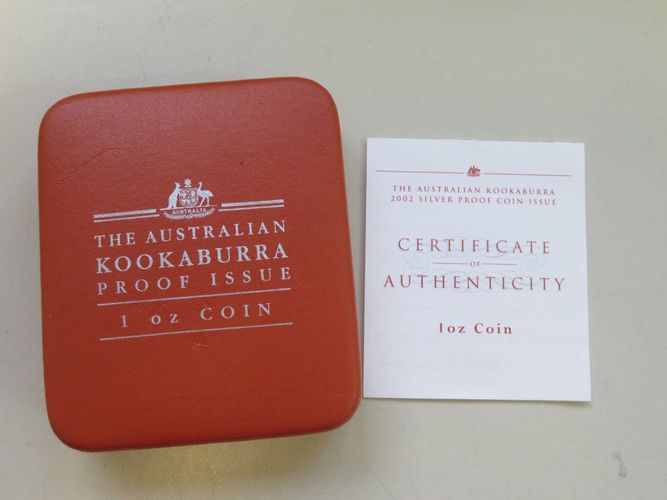 AUSTRALIA
THE AUSTRALIAN
KOOKABURRA
PROOF ISSUE
1 oz COIN
THE AUSTRALIAN KOOKABURRA
2002 SILVER PROOF COIN ISSUE
CERTIFICATE
OF
AUTHENTICITY
1oz Coin